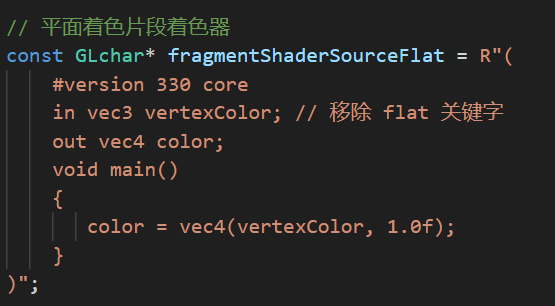 // 平面着色片段着色器
const GLchar* fragmentShaderSourceFlat = R"(
#version 330 core
in vec3 vertexColor; // 移除 flat 关键字
out vec4 color;
void main()
{
color = vec4(vertexColor, 1.0f);
}
)";